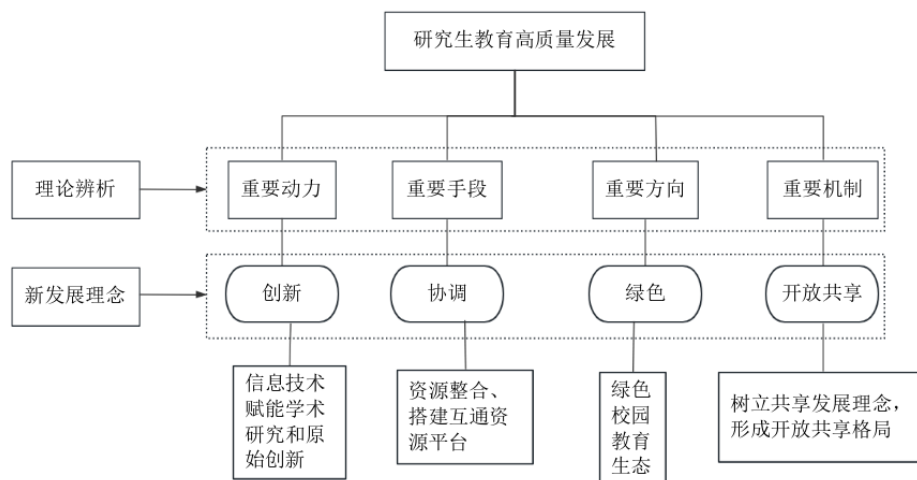 研究生教育高质量发展
理论辨析
重要动力
重要手段
重要方向
重要机制
新发展理念
创新
协调
绿色
开放共享
信息技术
赋能学术
研究和原
始创新
资源整合、
搭建互通资
源平台
绿色
校园
教育
生态
树立共享发展理念，
形成开放共享格局